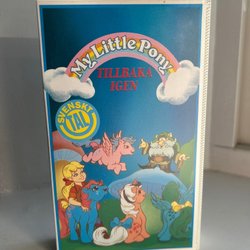 My Little Pony
TILLBAKA
IGEN
SVENSKT
TAL